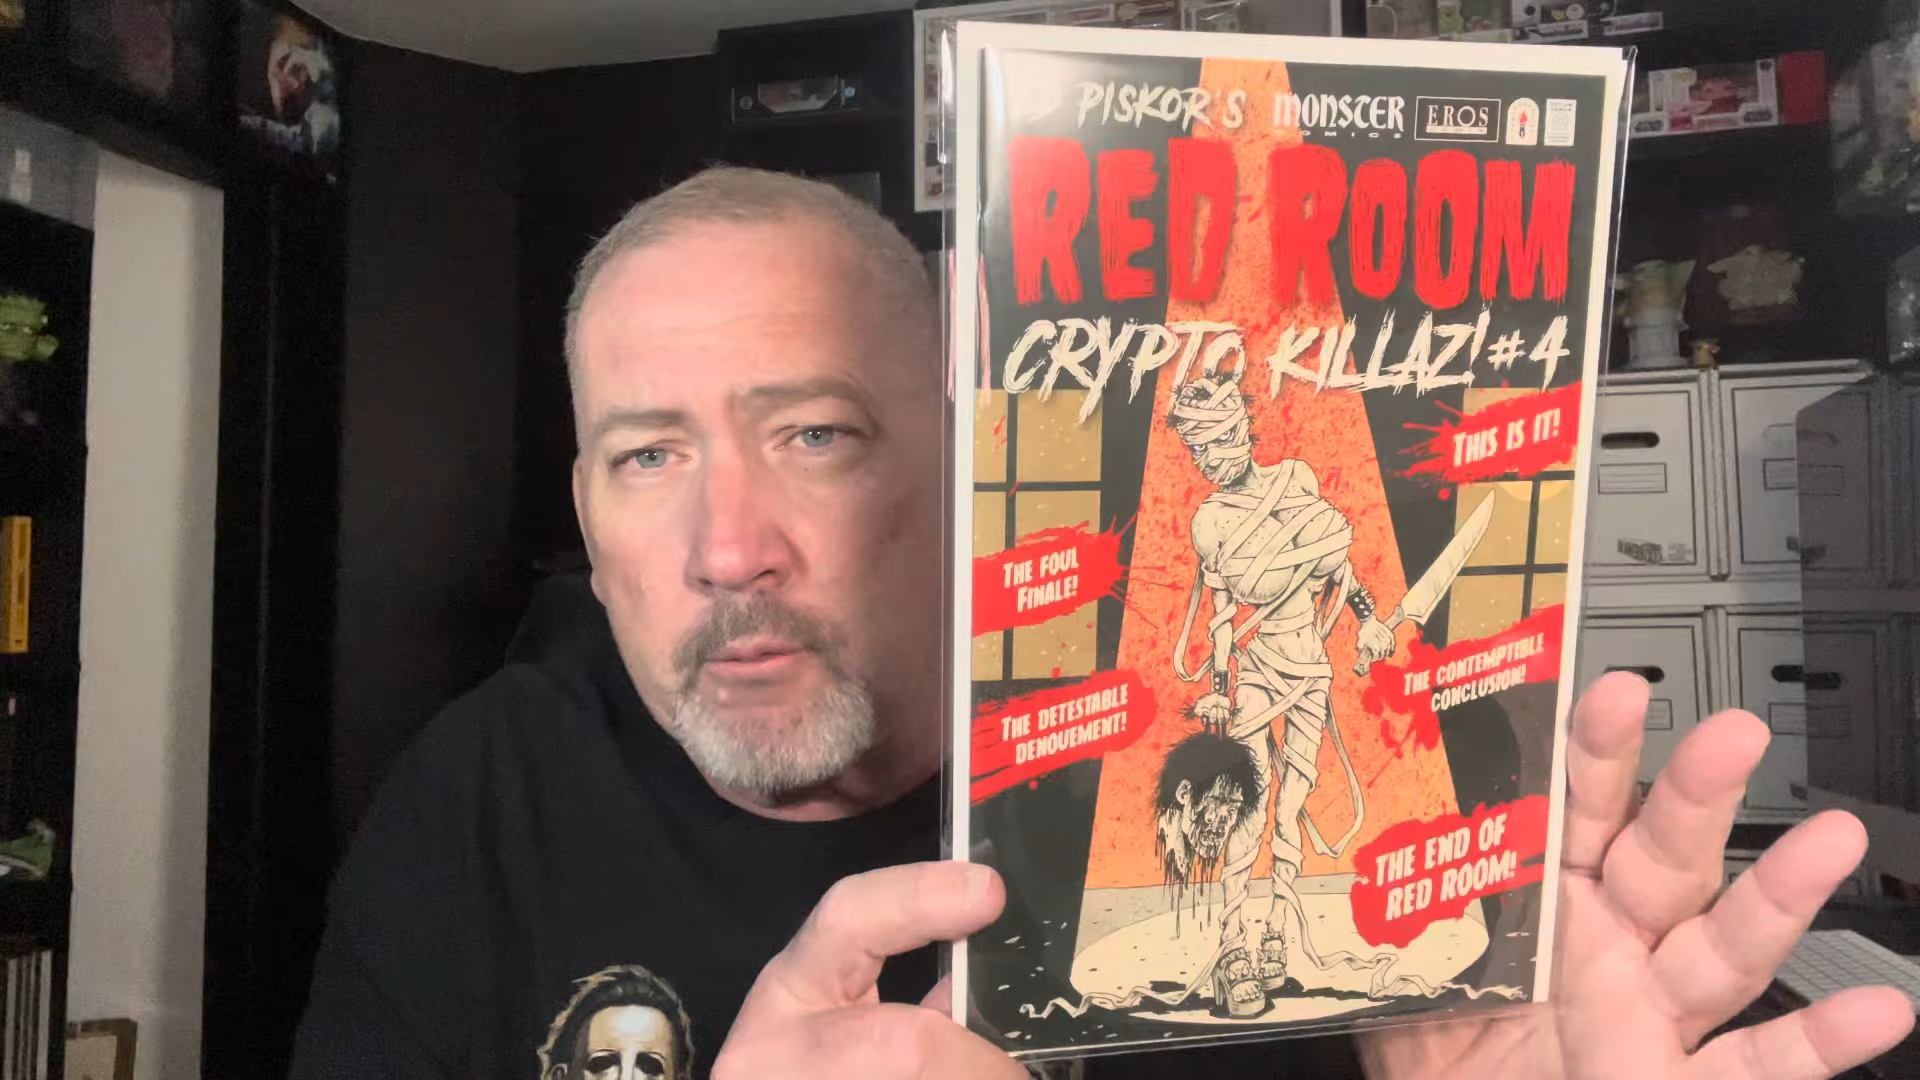 PISKOR'S MONSTER COMICS EROS
RED ROOM
CRYPTO KILLAZ! #4
THIS IS IT!
THE FOUL
FINALE!
THE CONTEMPTIBLE
CONCLUSION!
THE DETESTABLE
DENOUEMENT!
THE END OF
RED ROOM!